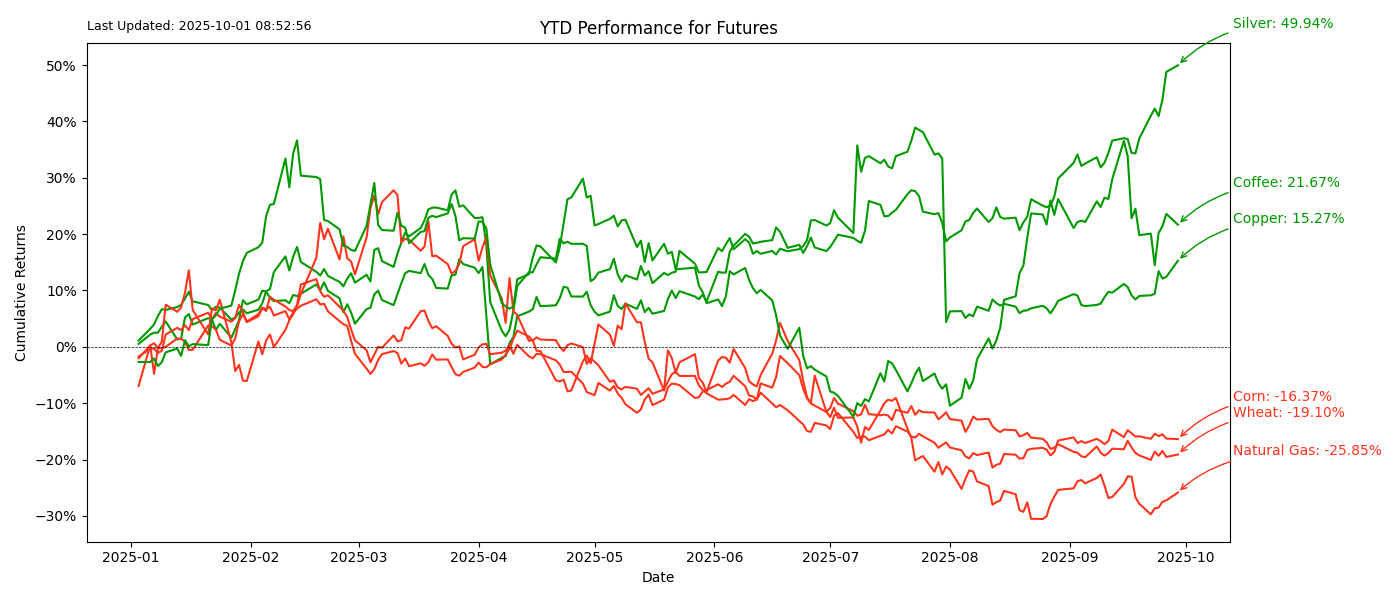 Last Updated: 2025-10-01 08:52:56
YTD Performance for Futures
Silver: 49.94%
Coffee: 21.67%
Copper: 15.27%
Corn: -16.37%
Wheat: -19.10%
Natural Gas: -25.85%
Cumulative Returns
50%
40%
30%
20%
10%
0%
−10%
−20%
−30%
2025-01 2025-02 2025-03 2025-04 2025-05 2025-06 2025-07 2025-08 2025-09 2025-10
Date